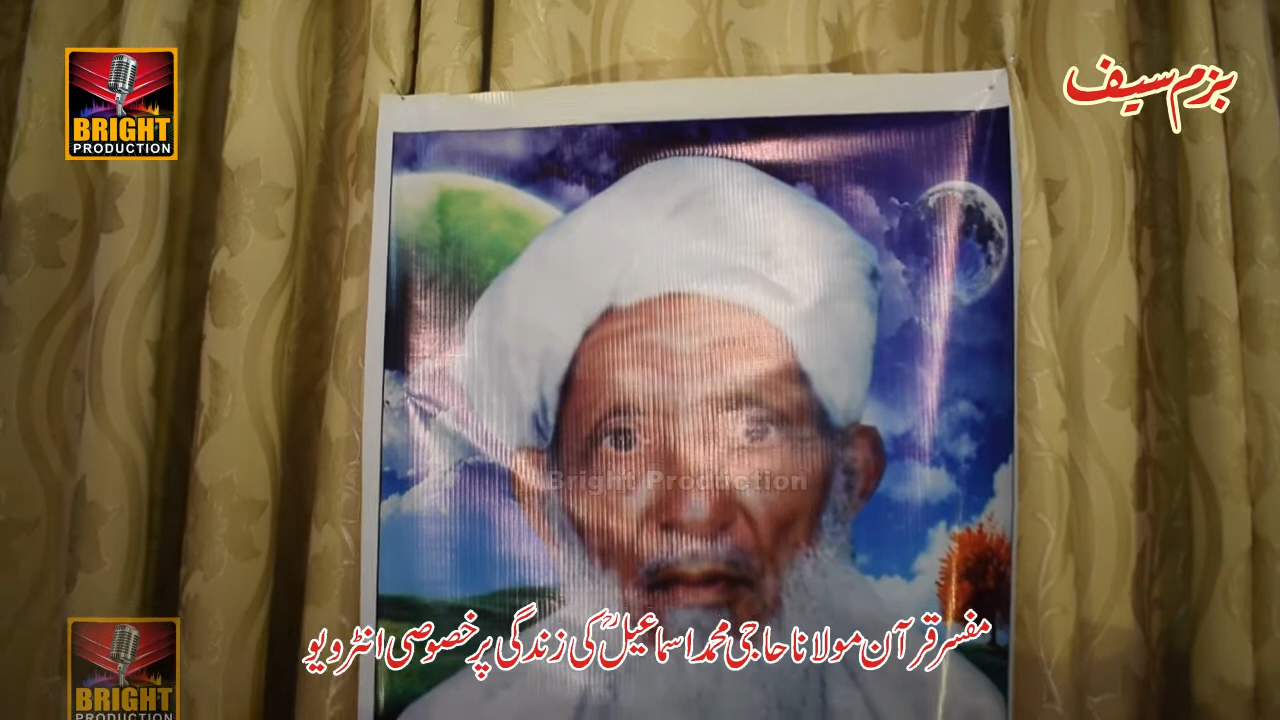 BRIGHT
PRODUCTION
بزم سیف
Bright Production
مفسر قرآن مولانا حاجی محمد اسماعیلؒ کی زندگی پر خصوصی انٹرویو
BRIGHT
PRODUCTION